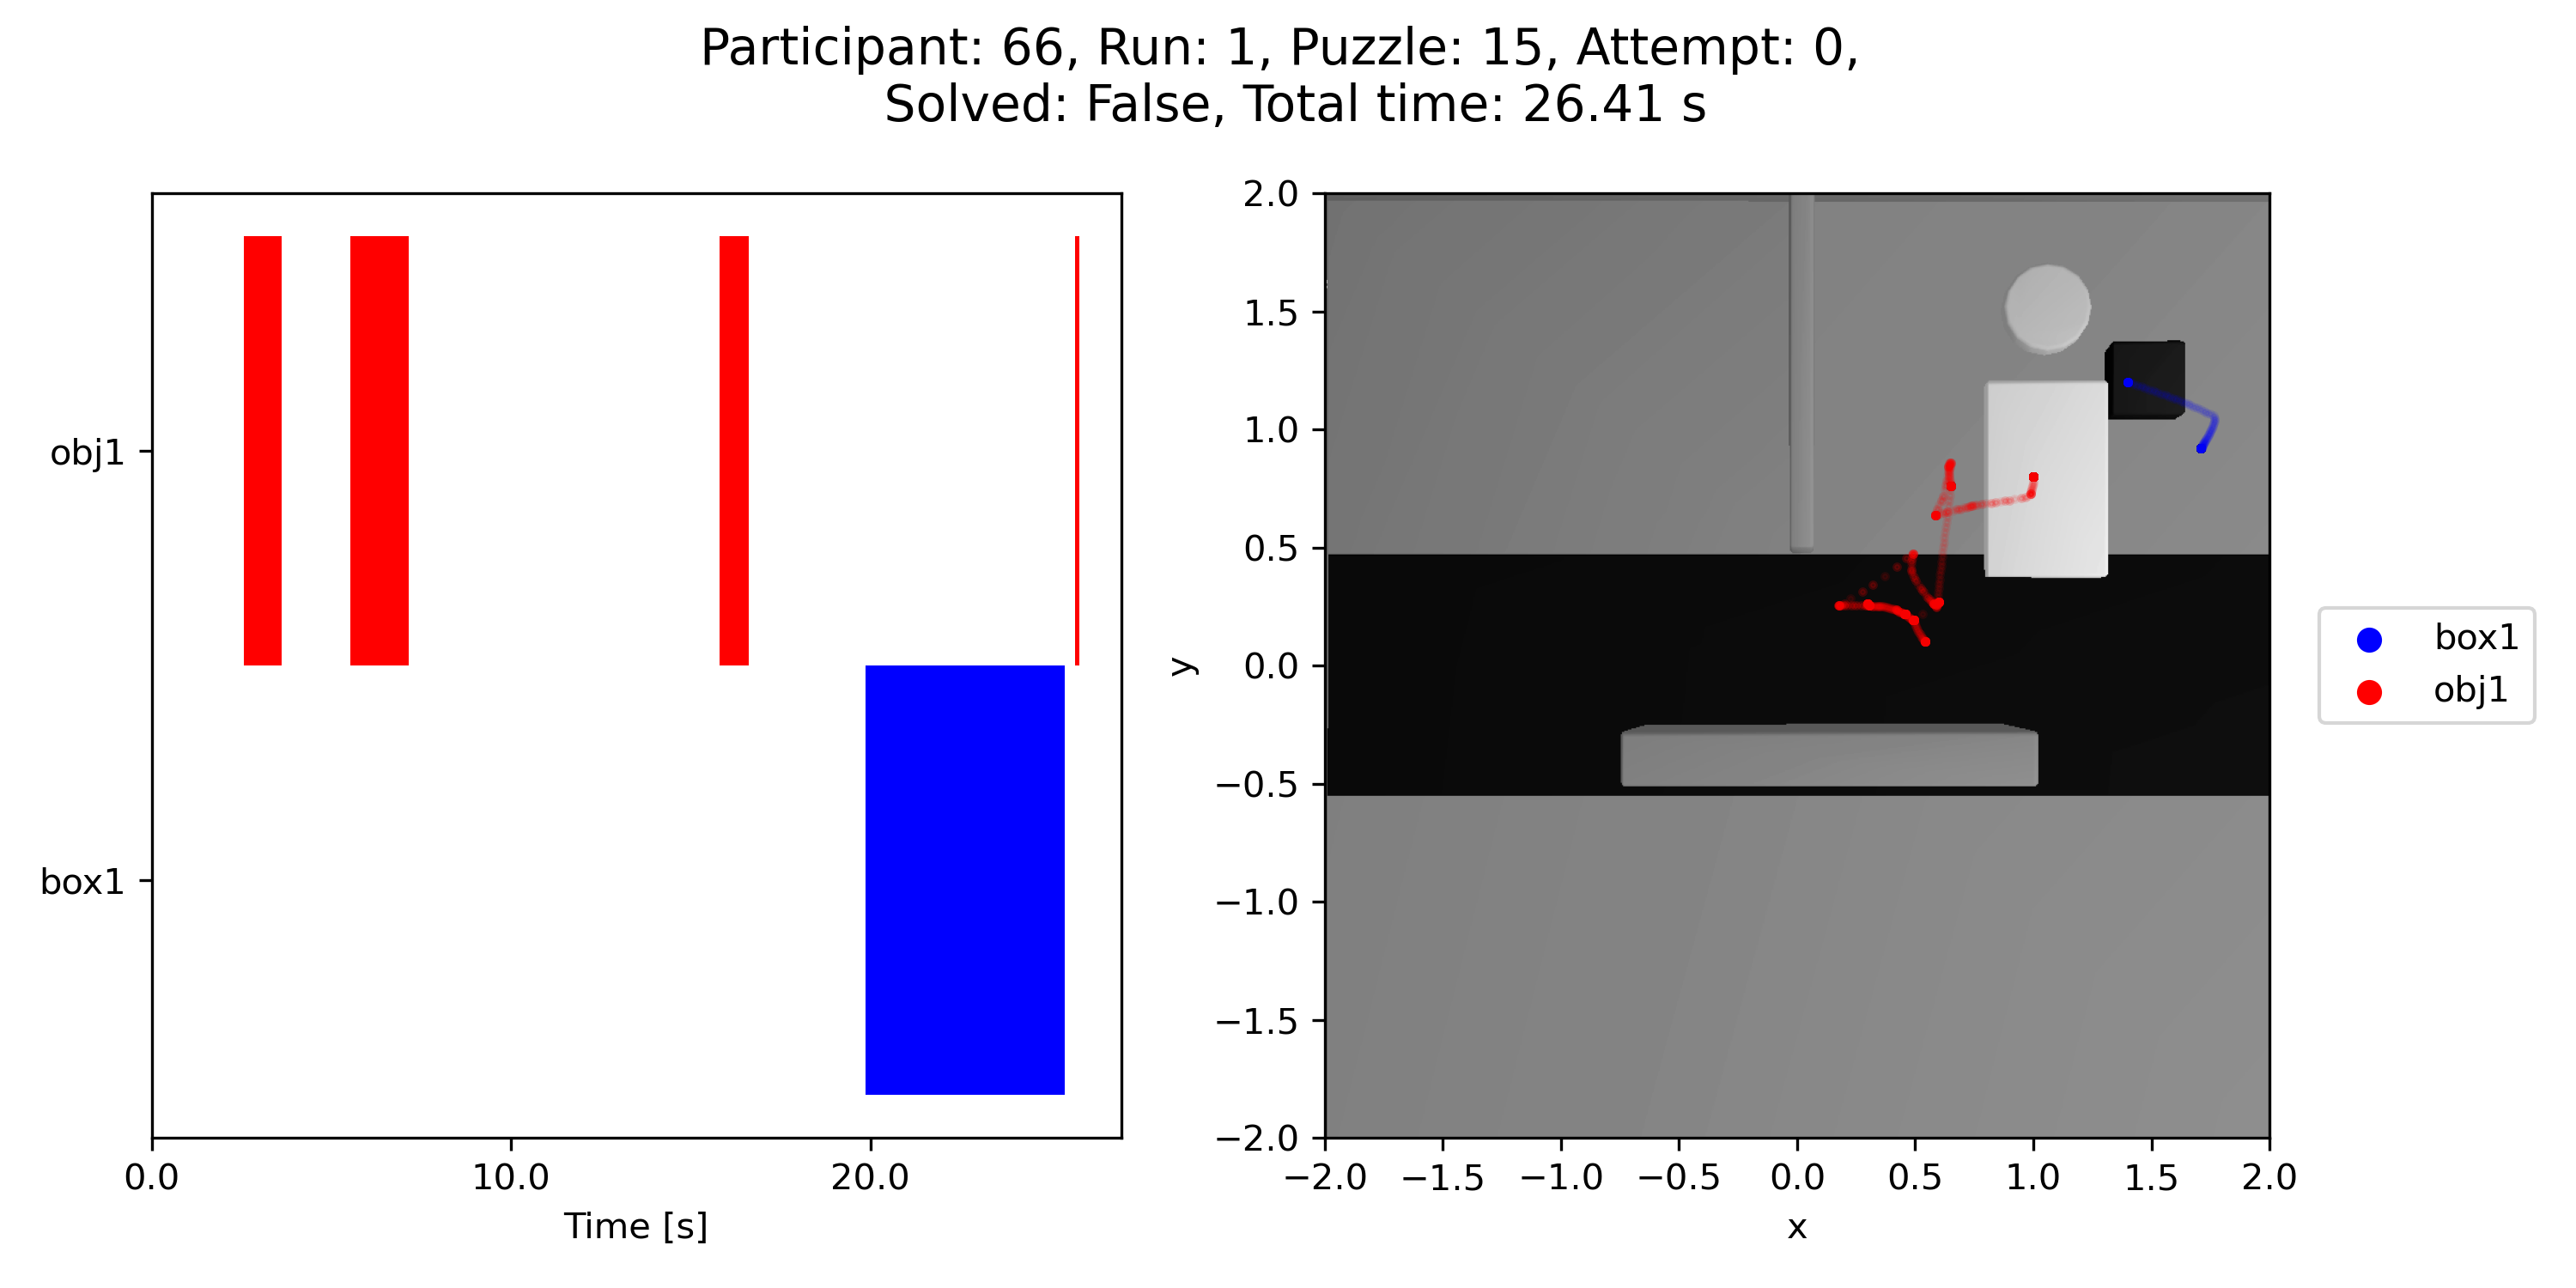 Participant: 66, Run: 1, Puzzle: 15, Attempt: 0,
Solved: False, Total time: 26.41 s
obj1
box1
0.0 10.0 20.0
Time [s]
2.0
1.5
1.0
0.5
0.0
−0.5
−1.0
−1.5
−2.0
y
−2.0 −1.5 −1.0 −0.5 0.0 0.5 1.0 1.5 2.0
x
box1
obj1